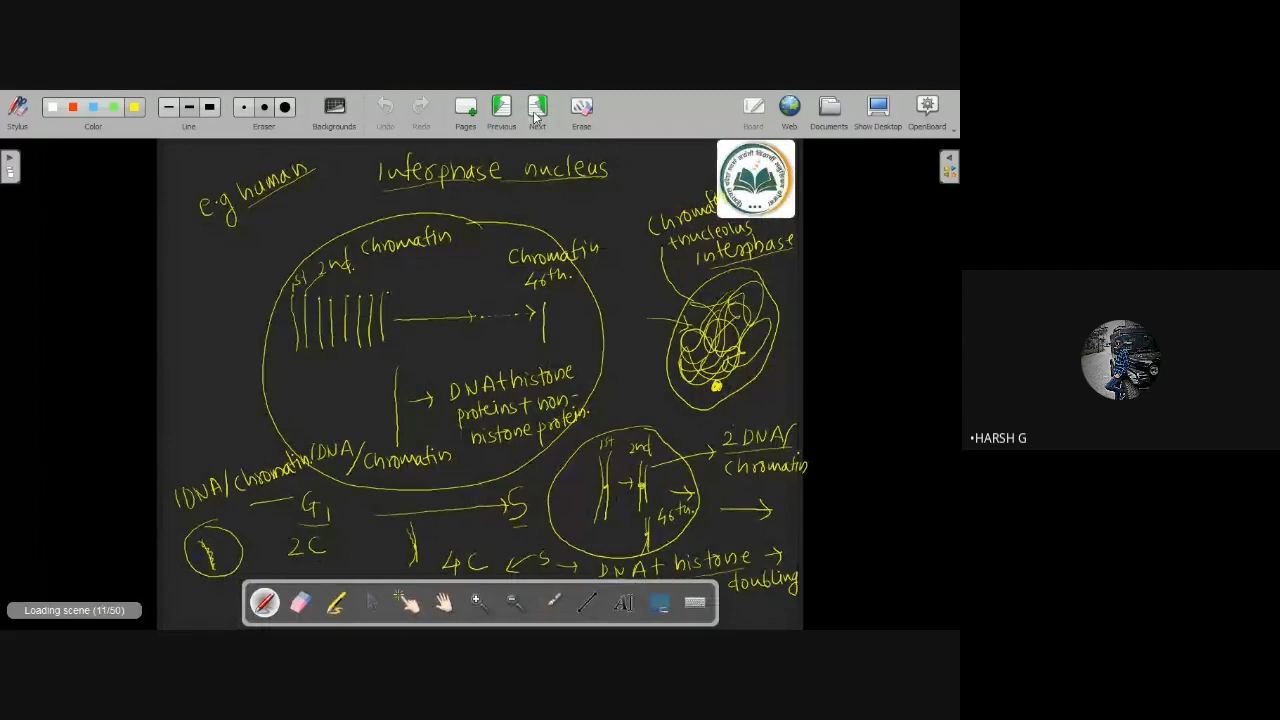 Stylus
Color
Line
Eraser
Backgrounds
Undo
Redo
Pages
Previous
Next
Erase
Board
Web
Documents
Show Desktop
OpenBoard
e.g human
Interphase nucleus
1st 2nd. Chromatin
Chromatin
46th.
+nucleolus
interphase
DNA+histone
proteins+non-
histone protein.
1DNA/chromatin
1DNA/chromatin
G1
2C
S
1st
2nd
46th.
2 DNA/
chromatin
4C
S → DNA+ histone →
doubling
Loading scene (11/50)
•HARSH G